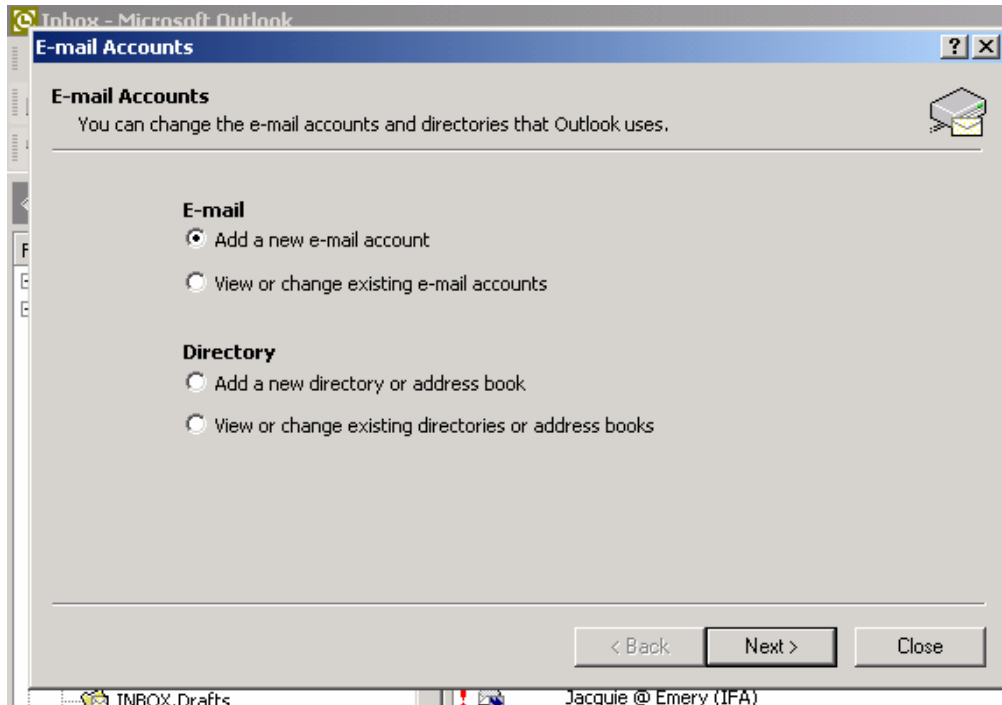 Inbox - Microsoft Outlook
E-mail Accounts
E-mail Accounts
You can change the e-mail accounts and directories that Outlook uses.
E-mail
Add a new e-mail account
View or change existing e-mail accounts
Directory
Add a new directory or address book
View or change existing directories or address books
< Back Next > Close
INBOX.Drafts
Jacquie @ Emery (IFA)